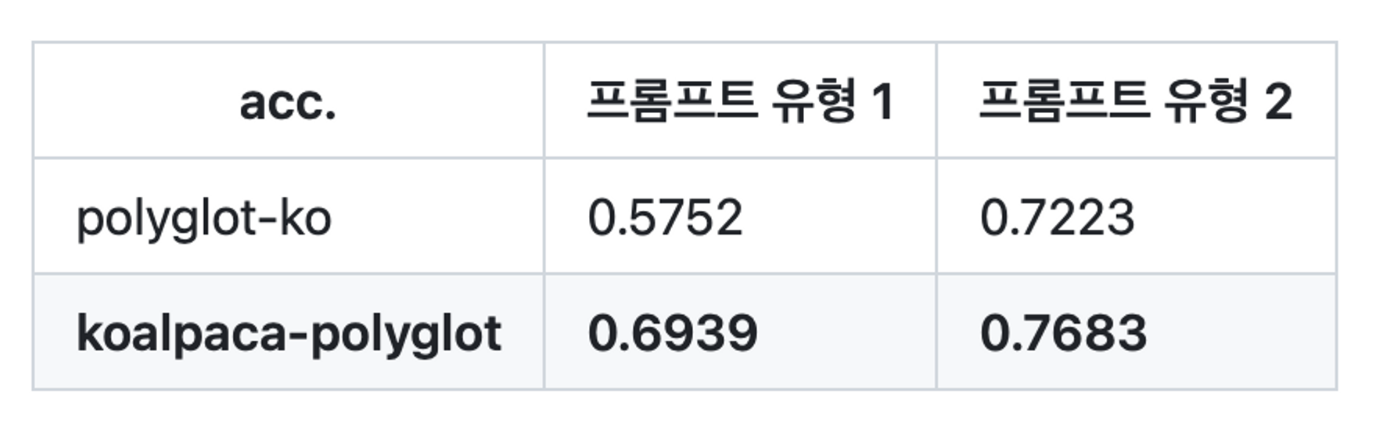 acc. 프롬프트 유형 1 프롬프트 유형 2
polyglot-ko 0.5752 0.7223
koalpaca-polyglot 0.6939 0.7683